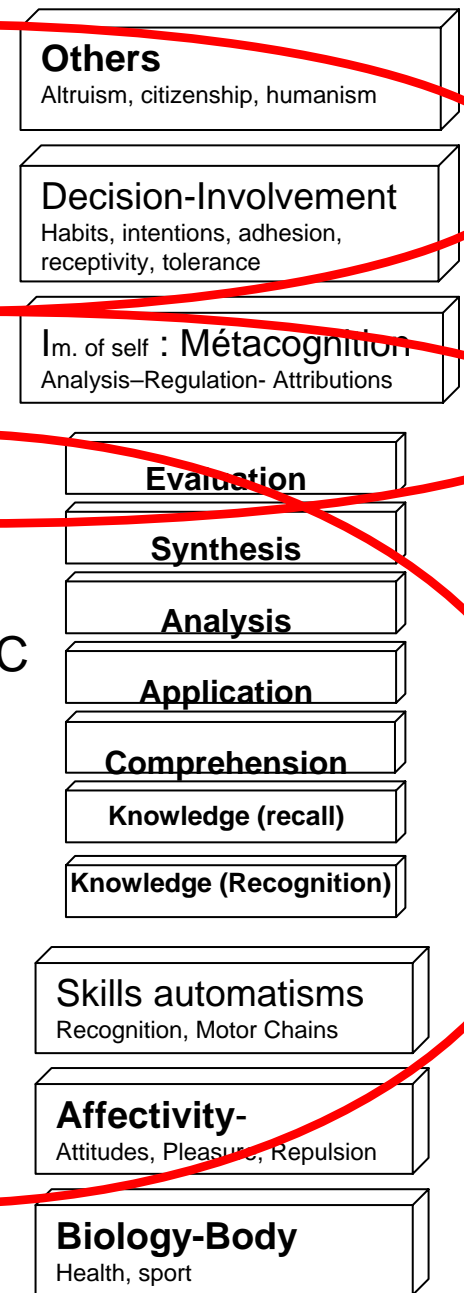 Others
Altruism, citizenship, humanism
Decision-Involvement
Habits, intentions, adhesion,
receptivity, tolerance
Im. of self : Métacognition
Analysis–Regulation- Attributions
Evaluation
Synthesis
Analysis
C
Application
Comprehension
Knowledge (recall)
Knowledge (Recognition)
Skills automatisms
Recognition, Motor Chains
Affectivity-
Attitudes, Pleasure, Repulsion
Biology-Body
Health, sport